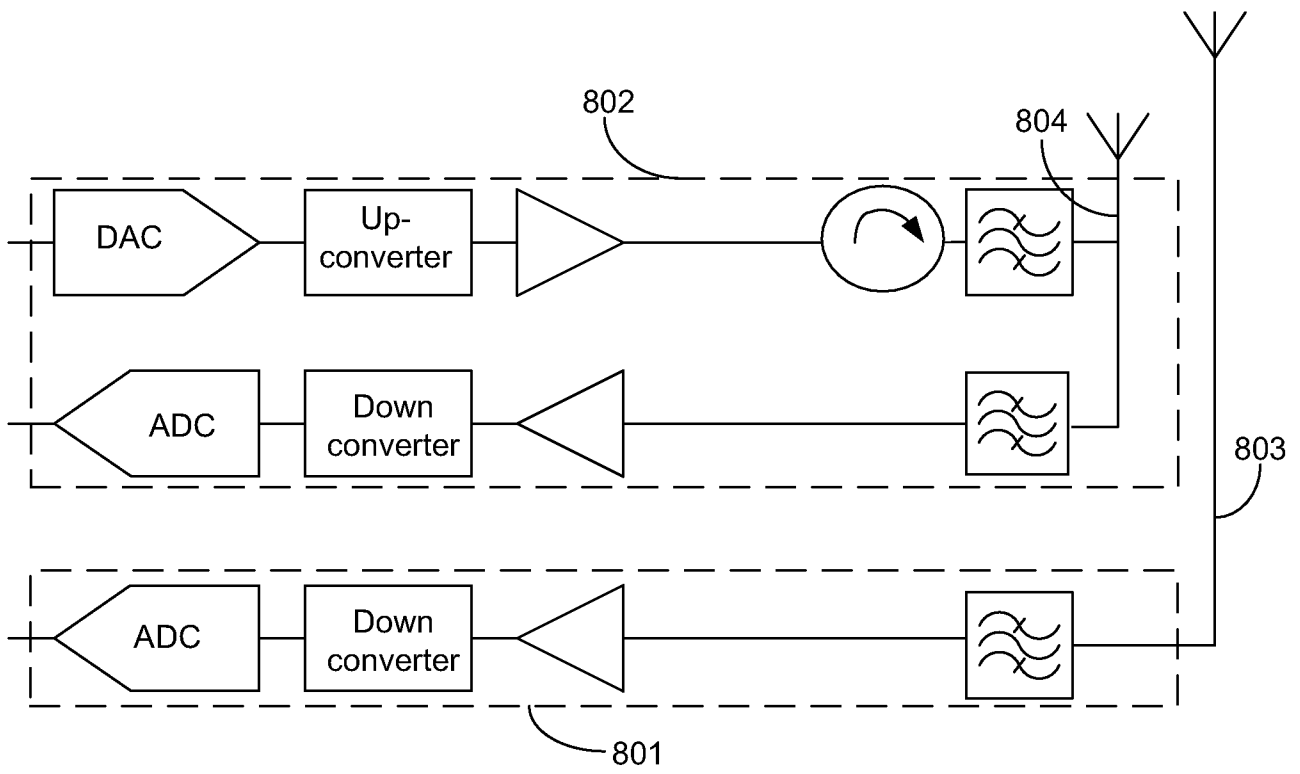 802
804
DAC
Up-
converter
ADC
Down
converter
803
ADC
Down
converter
801